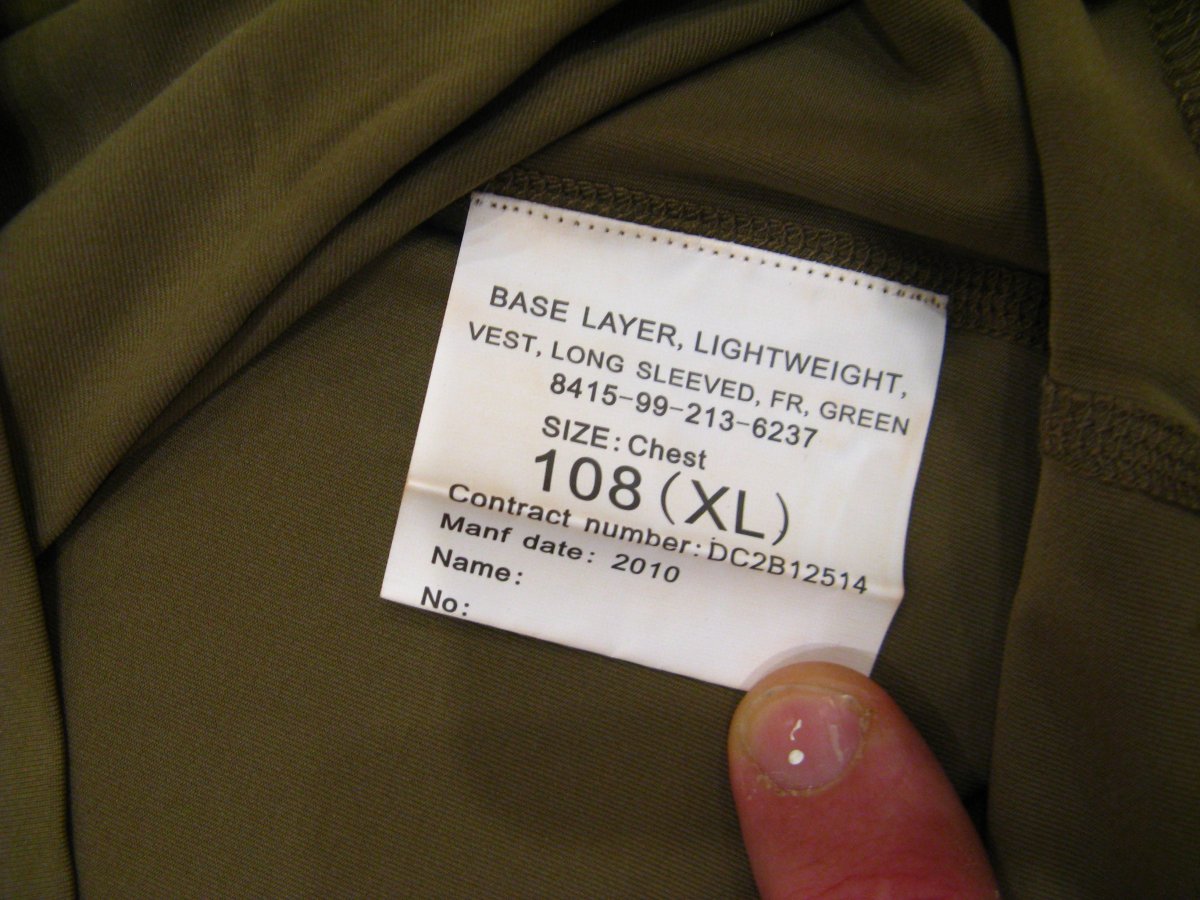 BASE LAYER, LIGHTWEIGHT,
VEST, LONG SLEEVED, FR, GREEN
8415-99-213-6237
SIZE: Chest
108 (XL)
Contract number: DC2B12514
Manf date: 2010
Name:
No: